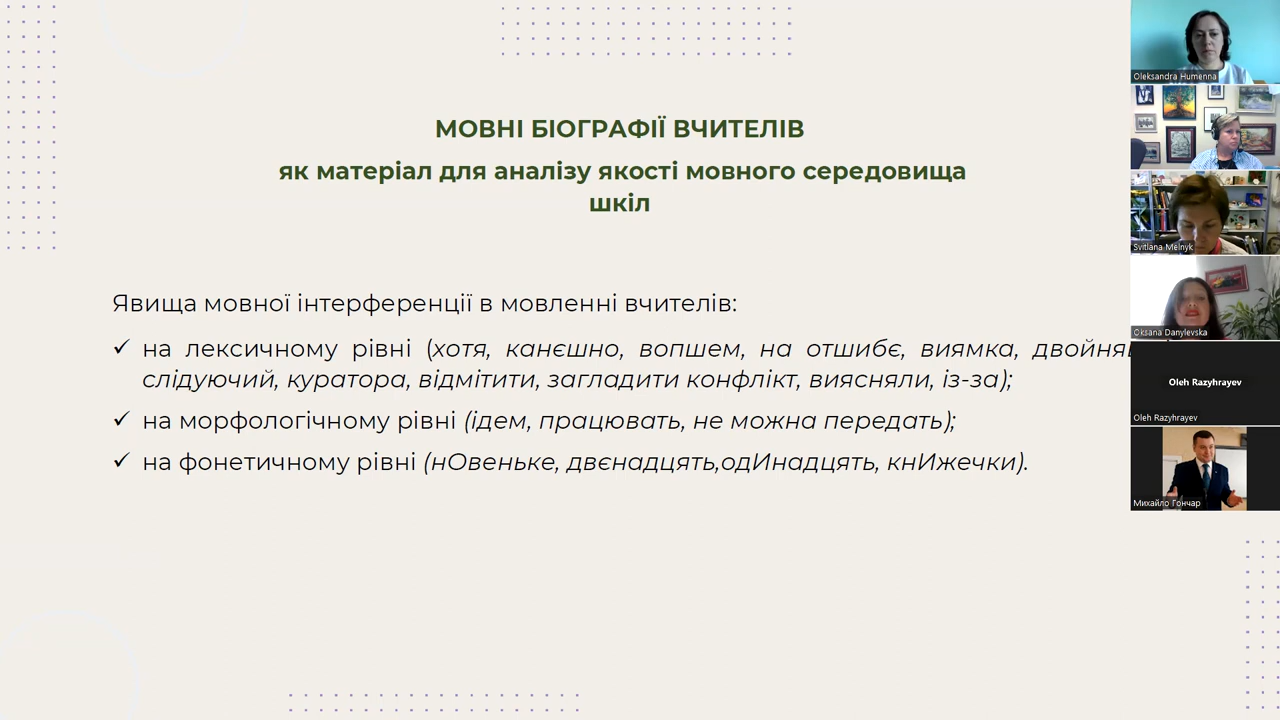 МОВНІ БІОГРАФІЇ ВЧИТЕЛІВ
як матеріал для аналізу якості мовного середовища
шкіл
Явища мовної інтерференції в мовленні вчителів:
✓ на лексичному рівні (хотя, канєшно, вопшем, на отшибє, виямка,
слідуючий, куратора, відмітити, загладити конфлікт, виясняли, із-за);
✓ на морфологічному рівні (ідем, працювать, не можна передать);
✓ на фонетичному рівні (нОвеньке, двєнадцять,одИнадцять, кнИжечки).
Oleksandra Humenna
Svitlana Melnyk
Oksana Danylevska
Oleh Razyhrayev
Oleh Razyhrayev
Михайло Гончар